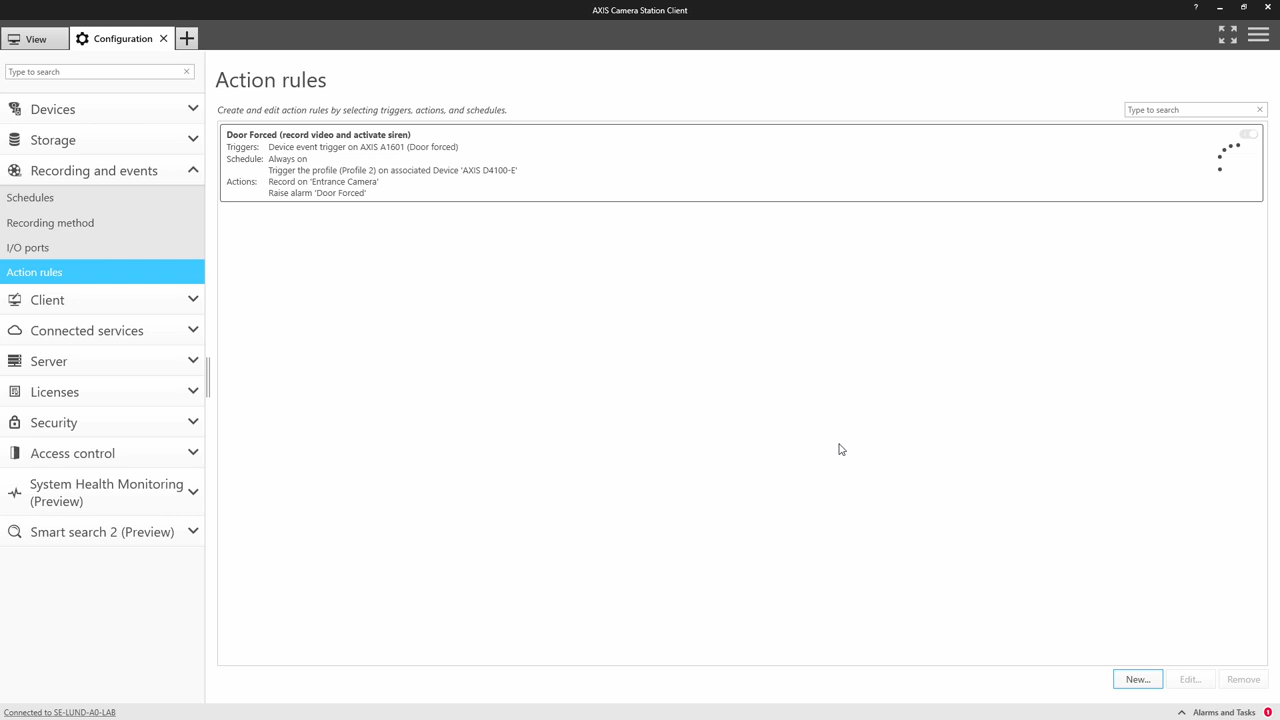 AXIS Camera Station Client
?
View
Configuration
Type to search
Devices
Storage
Recording and events
Schedules
Recording method
I/O ports
Action rules
Client
Connected services
Server
Licenses
Security
Access control
System Health Monitoring
(Preview)
Smart search 2 (Preview)
Action rules
Create and edit action rules by selecting triggers, actions, and schedules.
Type to search
Door Forced (record video and activate siren)
Triggers: Device event trigger on AXIS A1601 (Door forced)
Schedule: Always on
Trigger the profile (Profile 2) on associated Device 'AXIS D4100-E'
Actions: Record on 'Entrance Camera'
Raise alarm 'Door Forced'
New... Edit... Remove
Connected to SE-LUND-A0-LAB
Alarms and Tasks 1